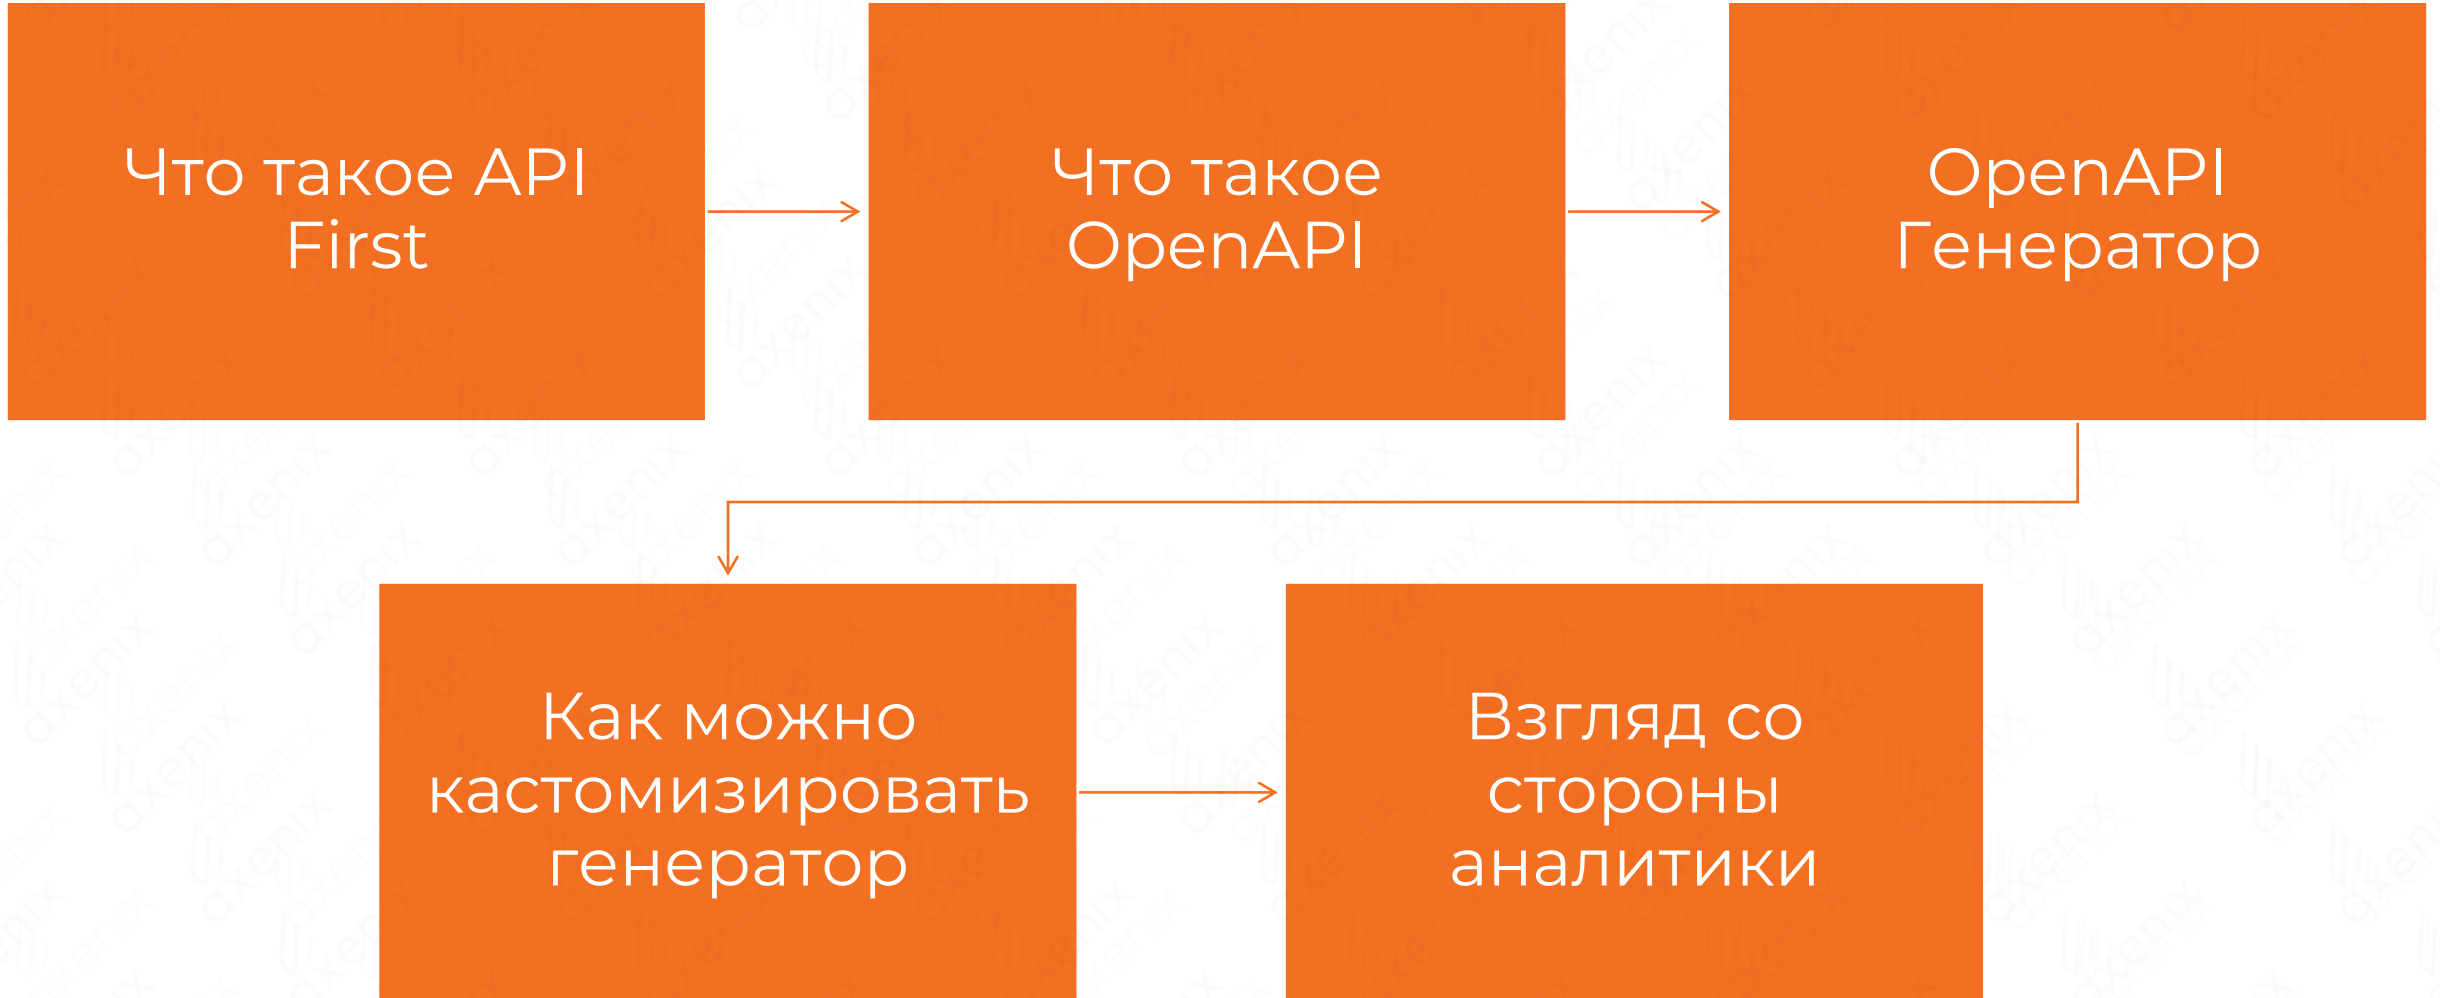 Что такое API
First
Что такое
OpenAPI
OpenAPI
Генератор
Как можно
кастомизировать
генератор
Взгляд со
стороны
аналитики